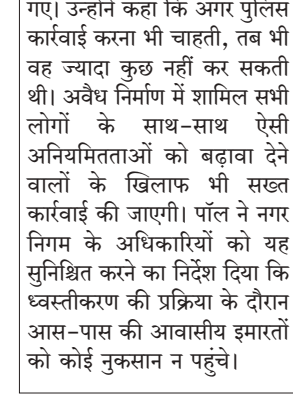 गए। उन्होंने कहा कि अगर पुलिस
कार्रवाई करना भी चाहती, तब भी
वह ज्यादा कुछ नहीं कर सकती
थी। अवैध निर्माण में शामिल सभी
लोगों के साथ-साथ ऐसी
अनियमितताओं को बढ़ावा देने
वालों के खिलाफ भी सख्त
कार्रवाई की जाएगी। पॉल ने नगर
निगम के अधिकारियों को यह
सुनिश्चित करने का निर्देश दिया कि
ध्वस्तीकरण की प्रक्रिया के दौरान
आस-पास की आवासीय इमारतों
को कोई नुकसान न पहुंचे।